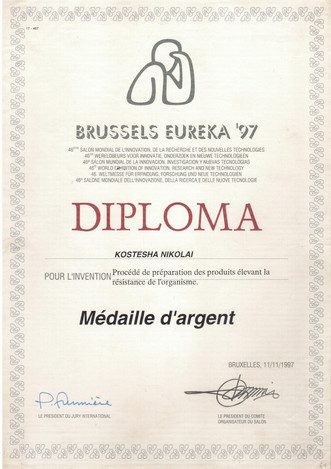 BRUSSELS EUREKA '97
46ème SALON MONDIAL DE L'INNOVATION, DE LA RECHERCHE ET DES NOUVELLES TECHNOLOGIES
46ste WERELDBEURS VOOR INNOVATIE, ONDERZOEK EN NIEUWE TECHNOLOGIEËN
46º SALON MUNDIAL DE LA INNOVACION, INVESTIGACION Y NUEVAS TECNOLOGIAS
46th WORLD EXHIBITION OF INNOVATION, RESEARCH AND NEW TECHNOLOGY
46. WELTMESSE FÜR ERFINDUNG, FORSCHUNG UND NEUE TECHNOLOGIEN
46º SALONE MONDIALE DELL'INNOVAZIONE, DELLA RICERCA E DELLE NUOVE TECNOLOGIE
DIPLOMA
KOSTESHA NIKOLAI
POUR L'INVENTION Procédé de préparation des produits élevant la
résistance de l'organisme.
Médaille d'argent
BRUXELLES, 11/11/1997
LE PRESIDENT DU JURY INTERNATIONAL
LE PRESIDENT DU COMITE
ORGANISATEUR DU SALON